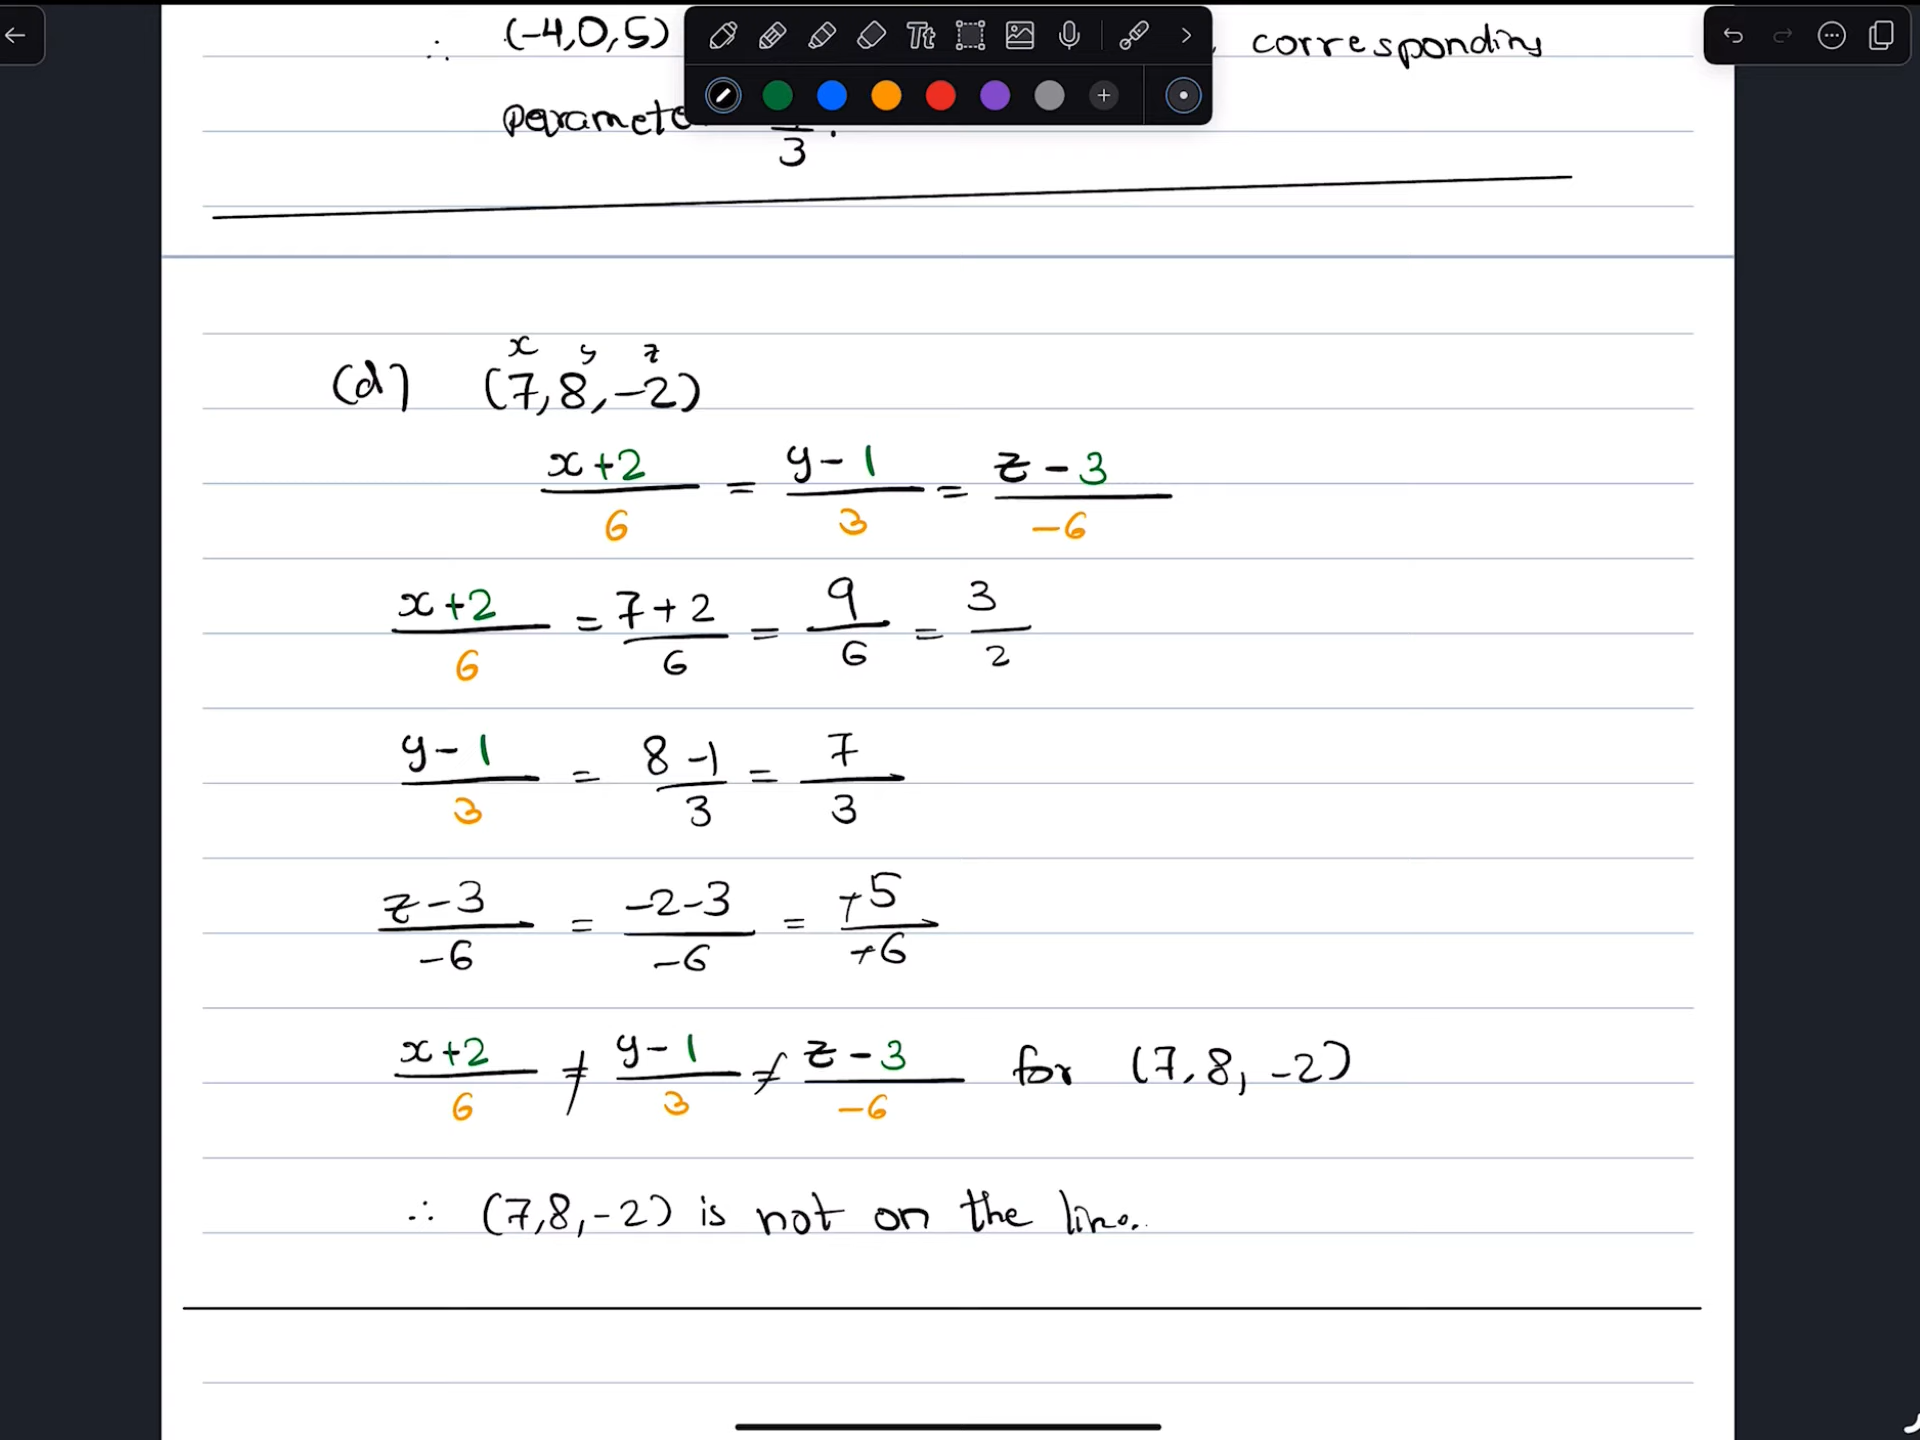 ∴ (-4,0,5) corresponding
Tt
3 .
x y z
(d) (7,8,-2)
x+2/6 = y-1/3 = z-3/-6
x+2/6 = 7+2/6 = 9/6 = 3/2
y-1/3 = 8-1/3 = 7/3
z-3/-6 = -2-3/-6 = +5/+6
x+2/6 ≠ y-1/3 ≠ z-3/-6 for (7,8,-2)
∴ (7,8,-2) is not on the line.